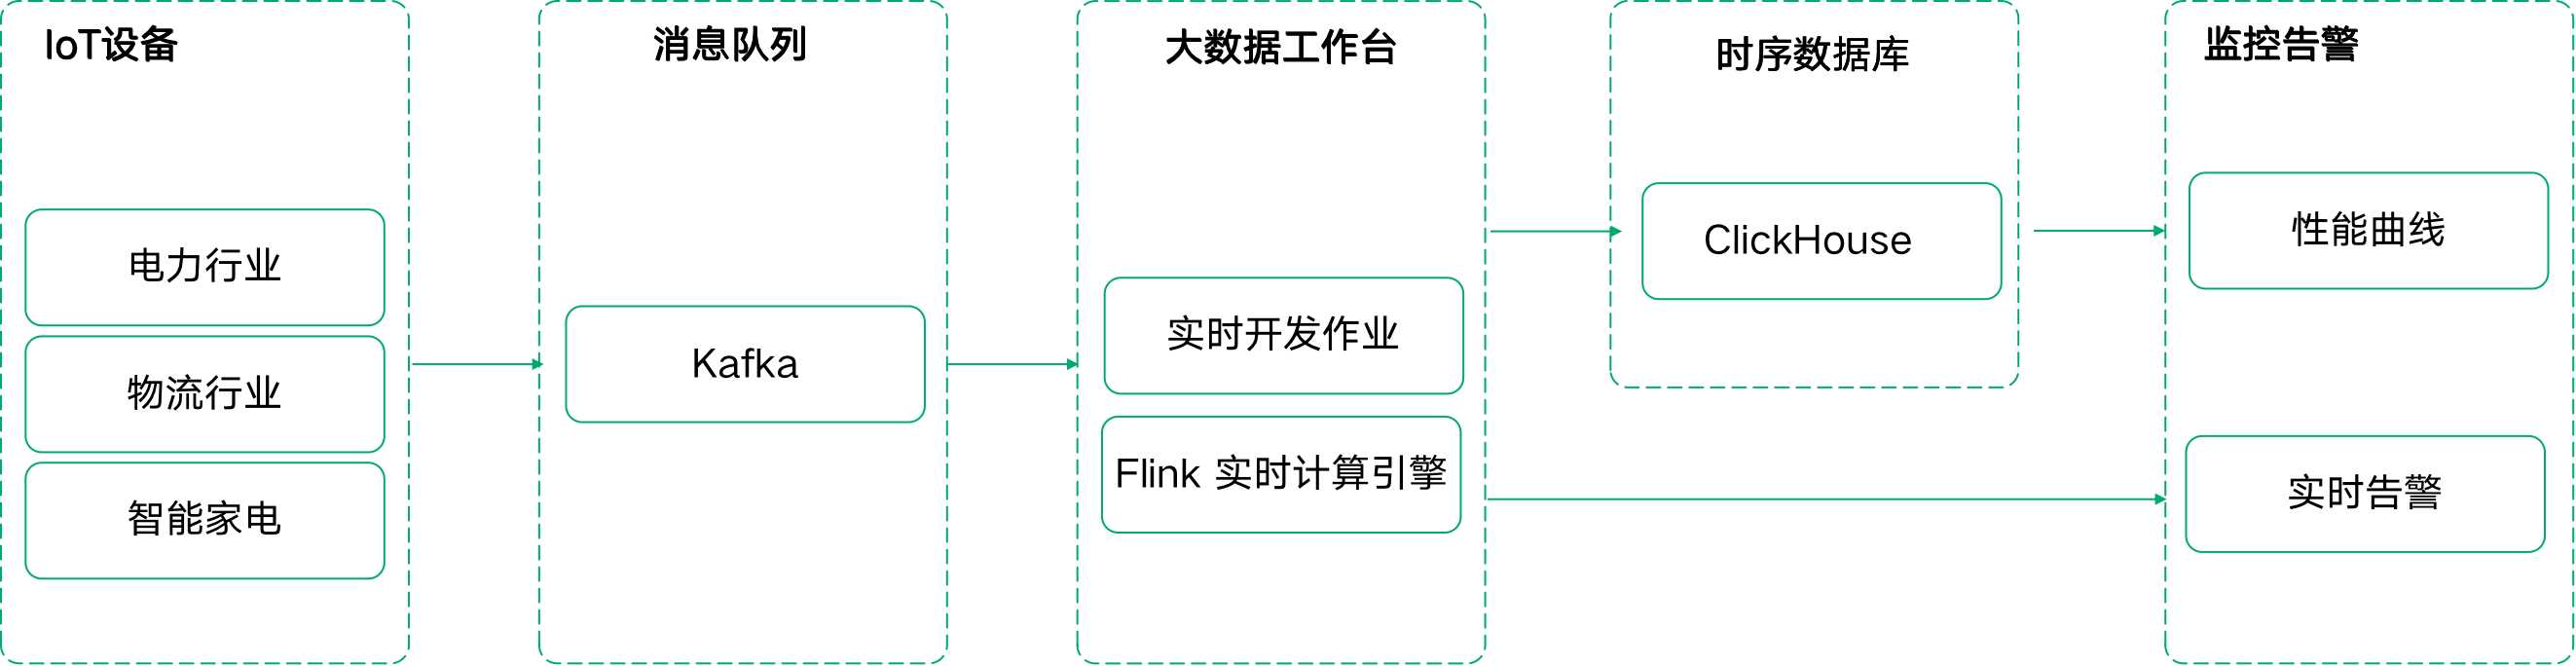 IoT设备
电力行业
物流行业
智能家电
消息队列
Kafka
大数据工作台
实时开发作业
Flink 实时计算引擎
时序数据库
ClickHouse
监控告警
性能曲线
实时告警